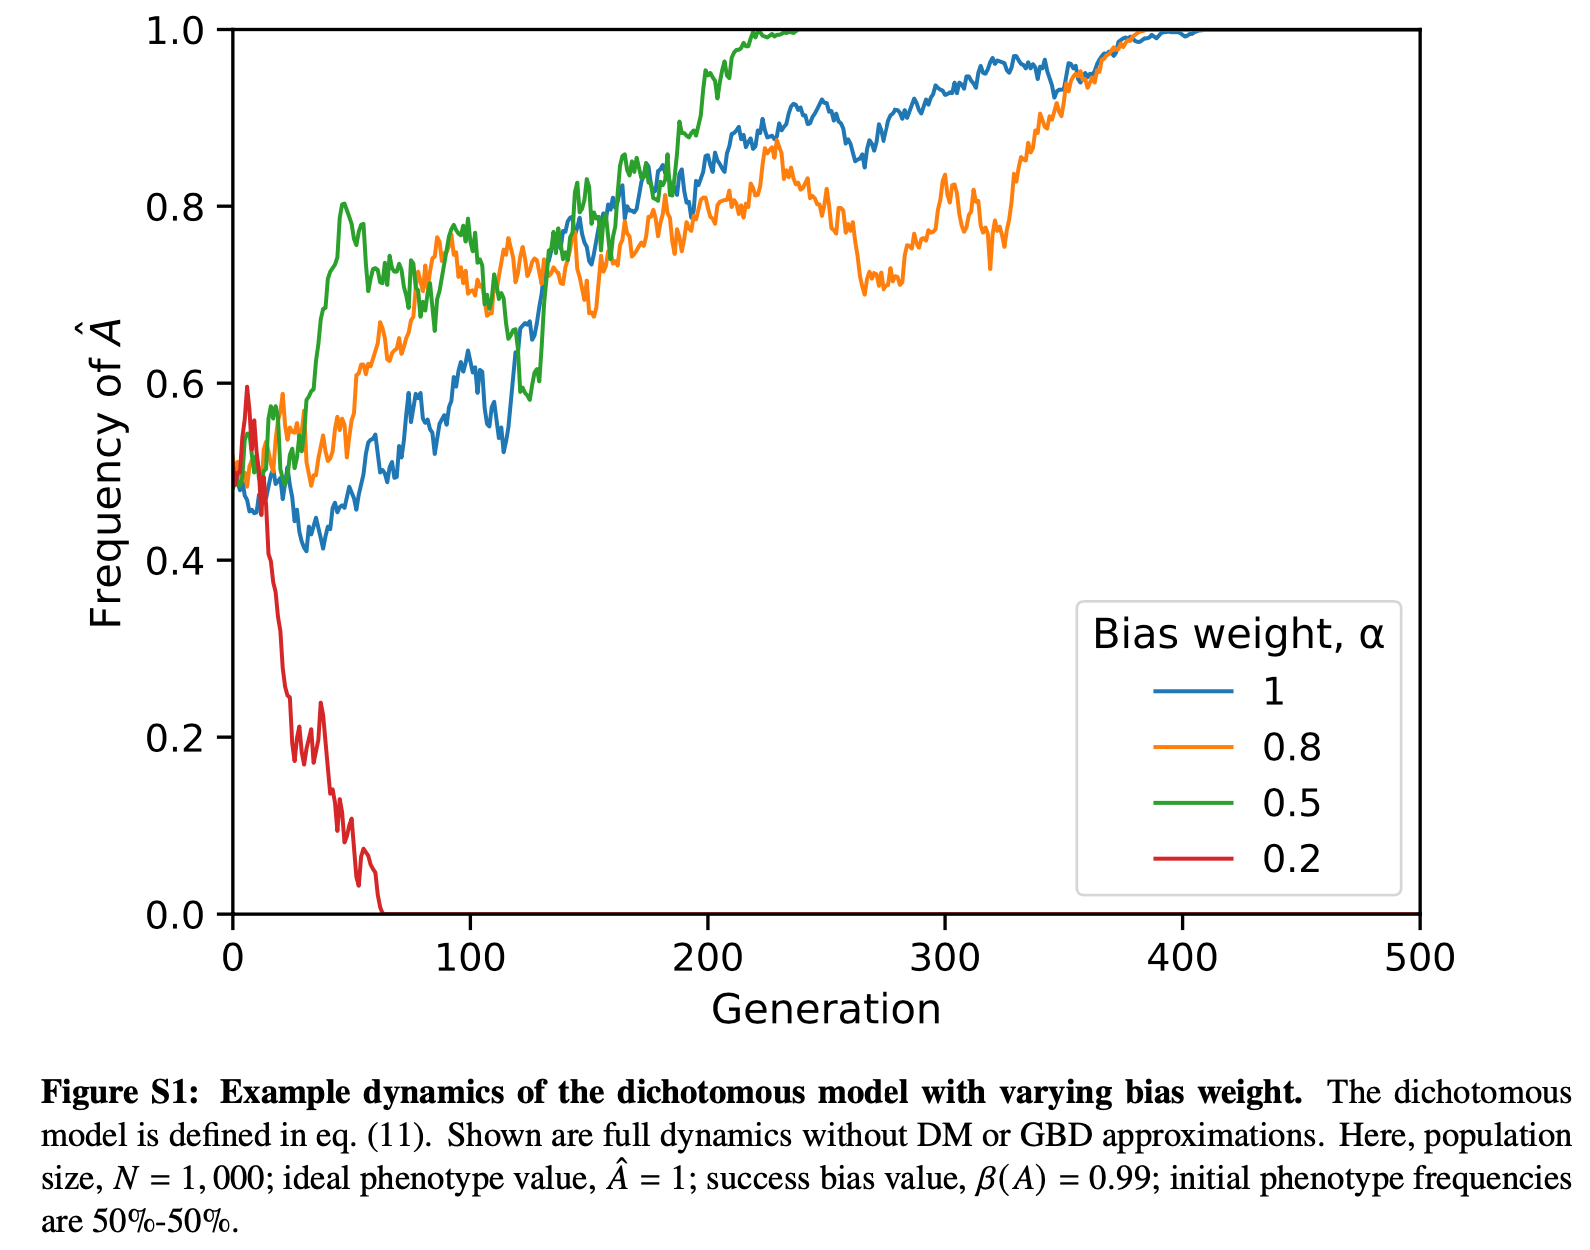 1.0
0.8
0.6
0.4
0.2
0.0
Frequency of Â
0 100 200 300 400 500
Generation
Bias weight, α
1
0.8
0.5
0.2
Figure S1: Example dynamics of the dichotomous model with varying bias weight. The dichotomous
model is defined in eq. (11). Shown are full dynamics without DM or GBD approximations. Here, population
size, N = 1, 000; ideal phenotype value, Â = 1; success bias value, β(A) = 0.99; initial phenotype frequencies
are 50%-50%.